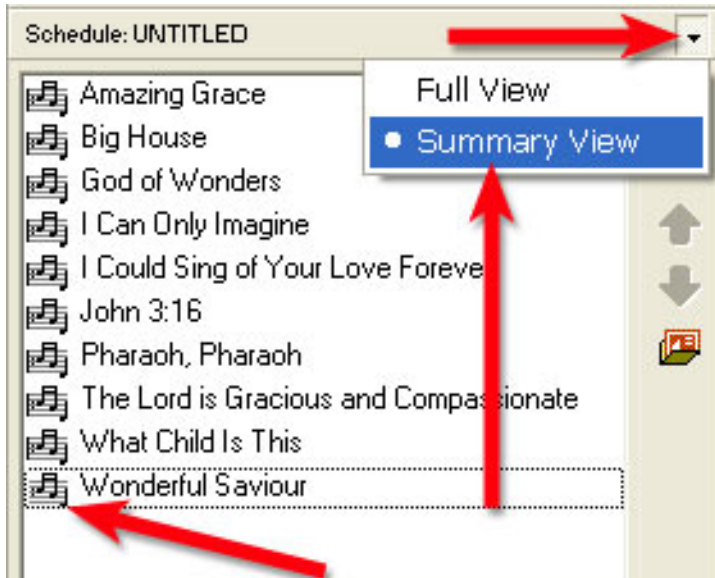 Schedule: UNTITLED
Full View
Summary View
Amazing Grace
Big House
God of Wonders
I Can Only Imagine
I Could Sing of Your Love Foreve
John 3:16
Pharaoh, Pharaoh
The Lord is Gracious and Compassionate
What Child Is This
Wonderful Saviour